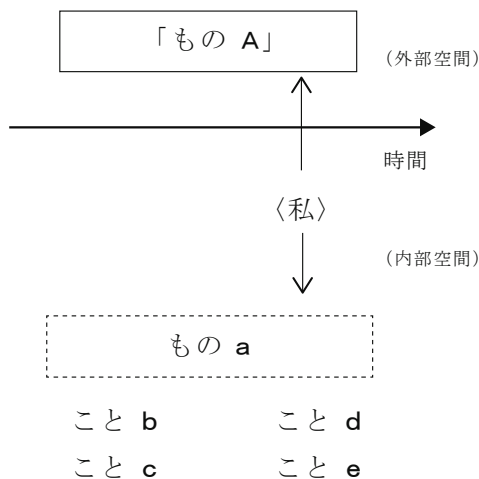 「もの A」
（外部空間）
時間
〈私〉
（内部空間）
もの a
こと b こと d
こと c こと e